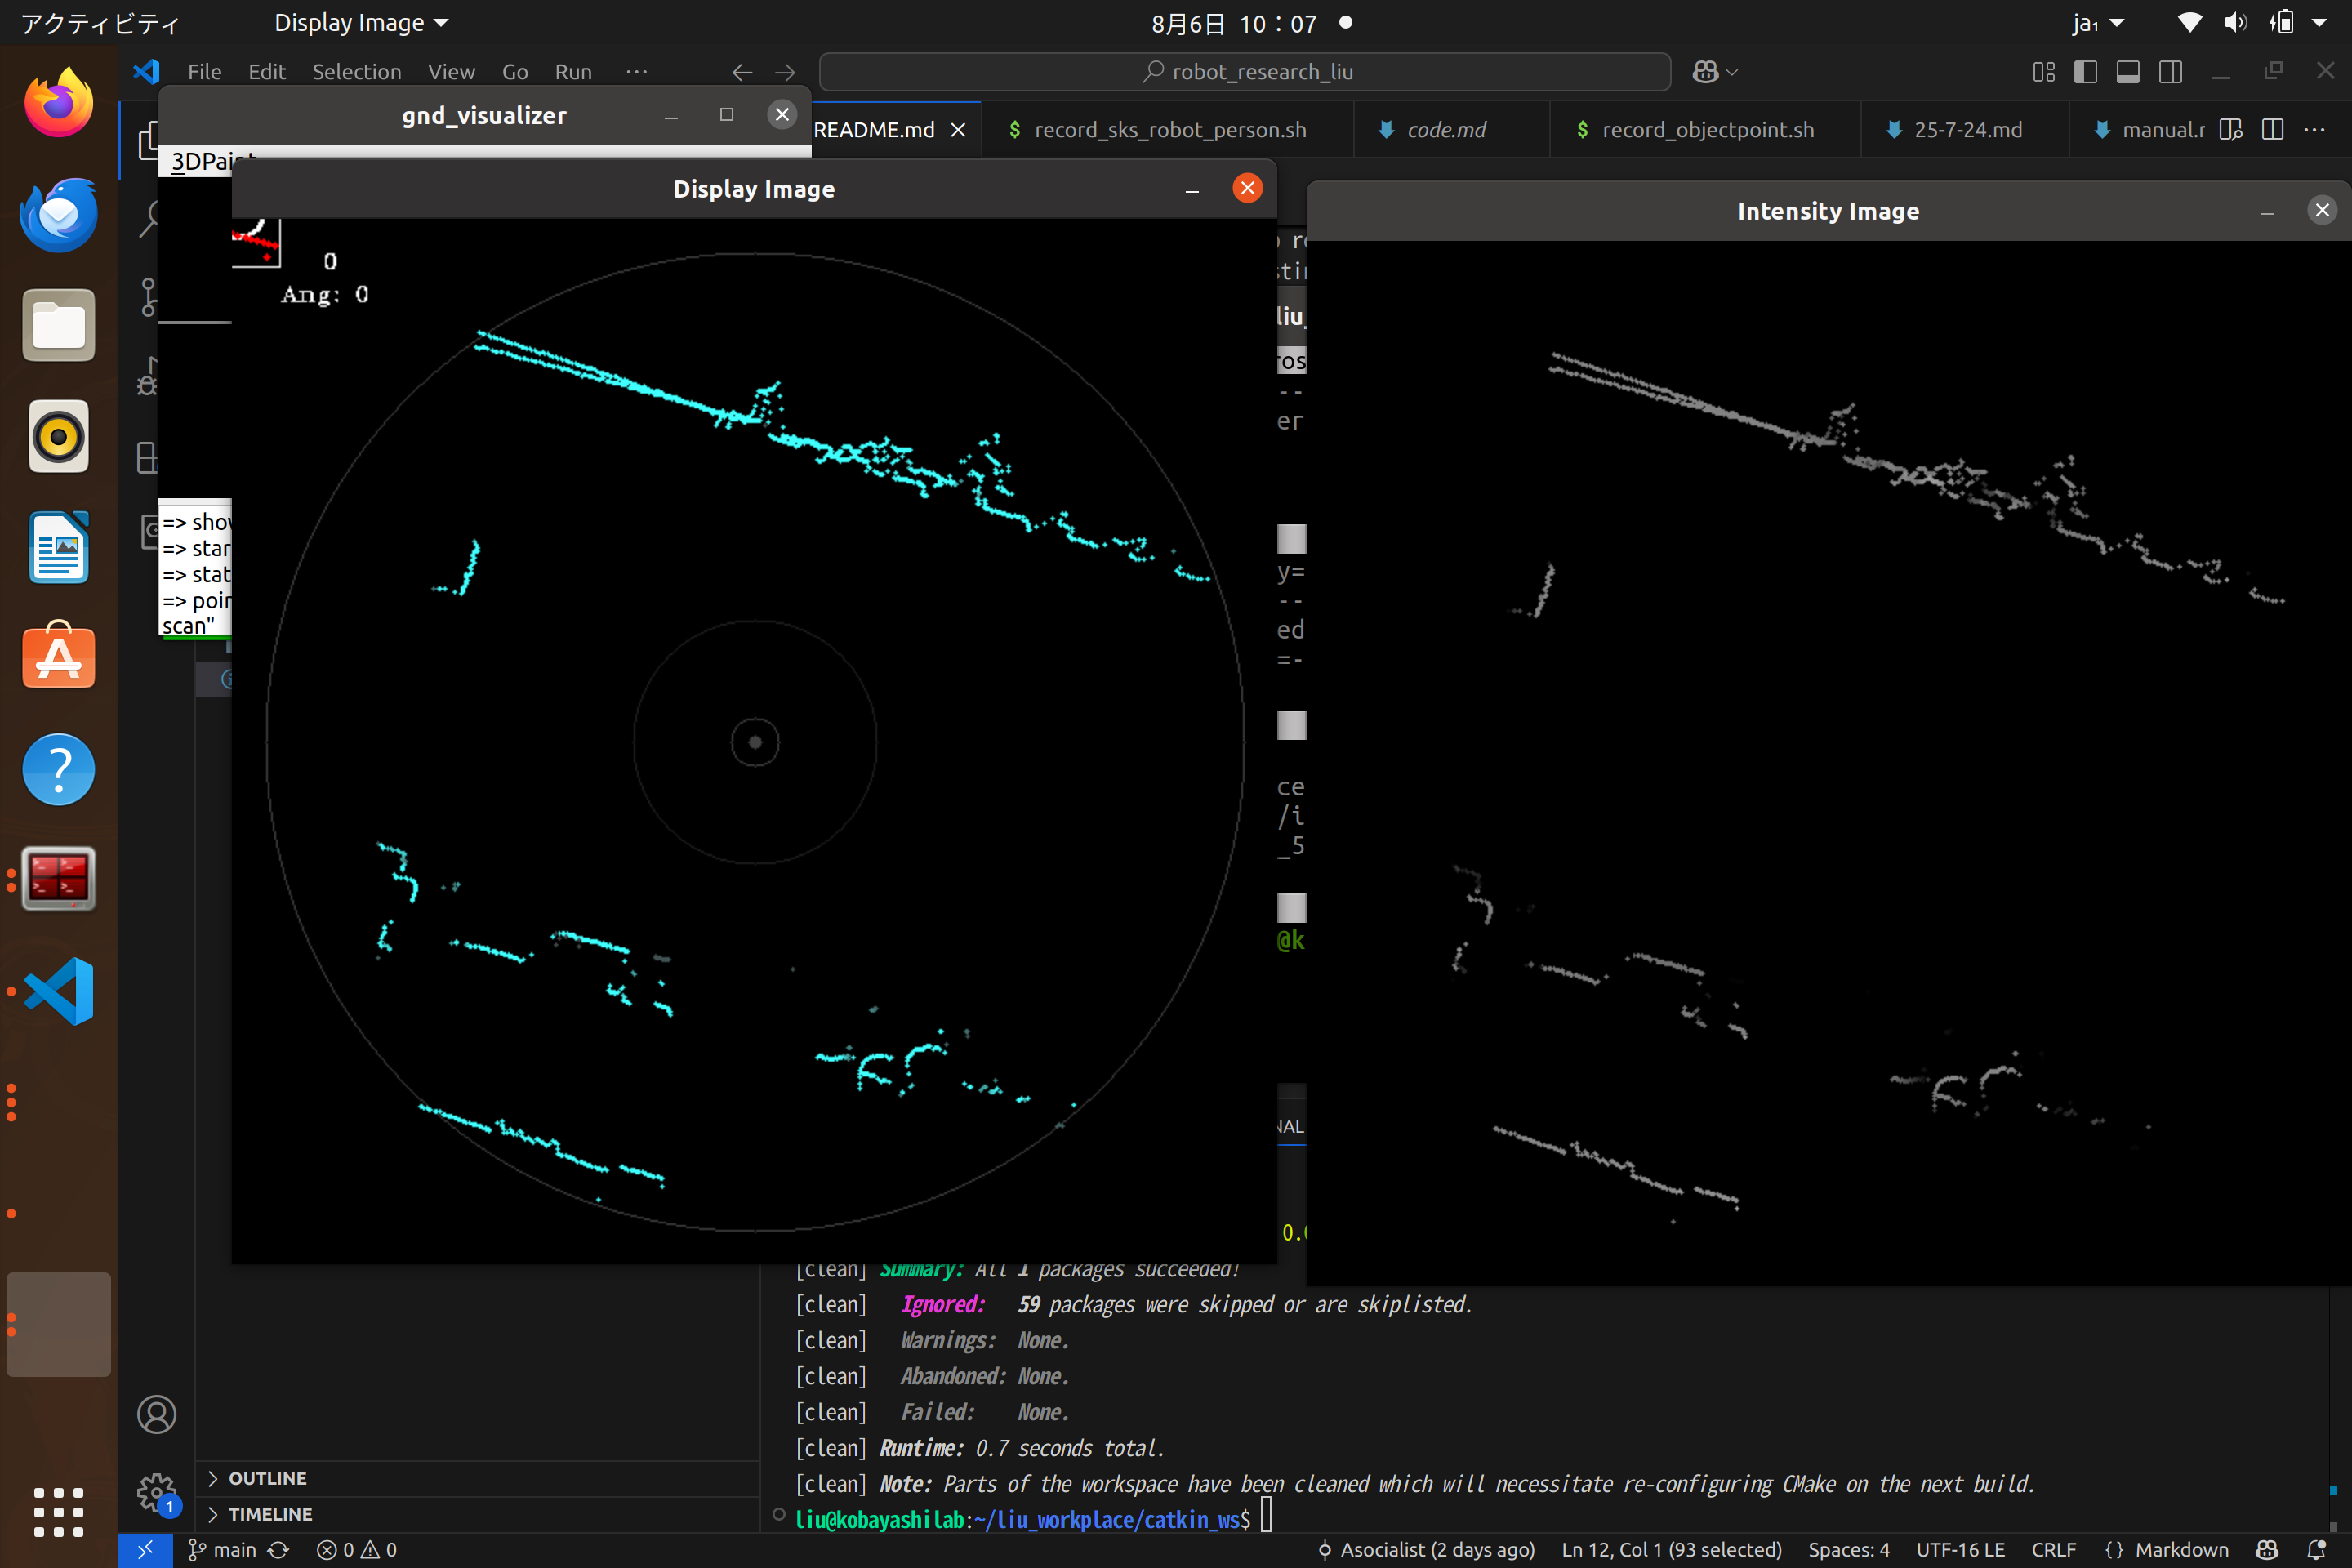 アクティビティ
Display Image
8月6日 10：07
ja₁
File Edit Selection View Go Run ···
robot_research_liu
gnd_visualizer
README.md
record_sks_robot_person.sh
code.md
record_objectpoint.sh
25-7-24.md
3DPaint
Display Image
Intensity Image
0
Ang: 0
liu
ros
--
er
=> show
=> star
=> stat
y=
=> poin
--
scan"
ed
=-
ce
/i
_5
@k
NAL
[clean] Summary: All 1 packages succeeded!
[clean] Ignored: 59 packages were skipped or are skiplisted.
[clean] Warnings: None.
[clean] Abandoned: None.
[clean] Failed: None.
[clean] Runtime: 0.7 seconds total.
[clean] Note: Parts of the workspace have been cleaned which will necessitate re-configuring CMake on the next build.
liu@kobayashilab:~/liu_workplace/catkin_ws$
OUTLINE
TIMELINE
1
main
0 0
Asocialist (2 days ago)
Ln 12, Col 1 (93 selected)
Spaces: 4
UTF-16 LE
CRLF
{} Markdown